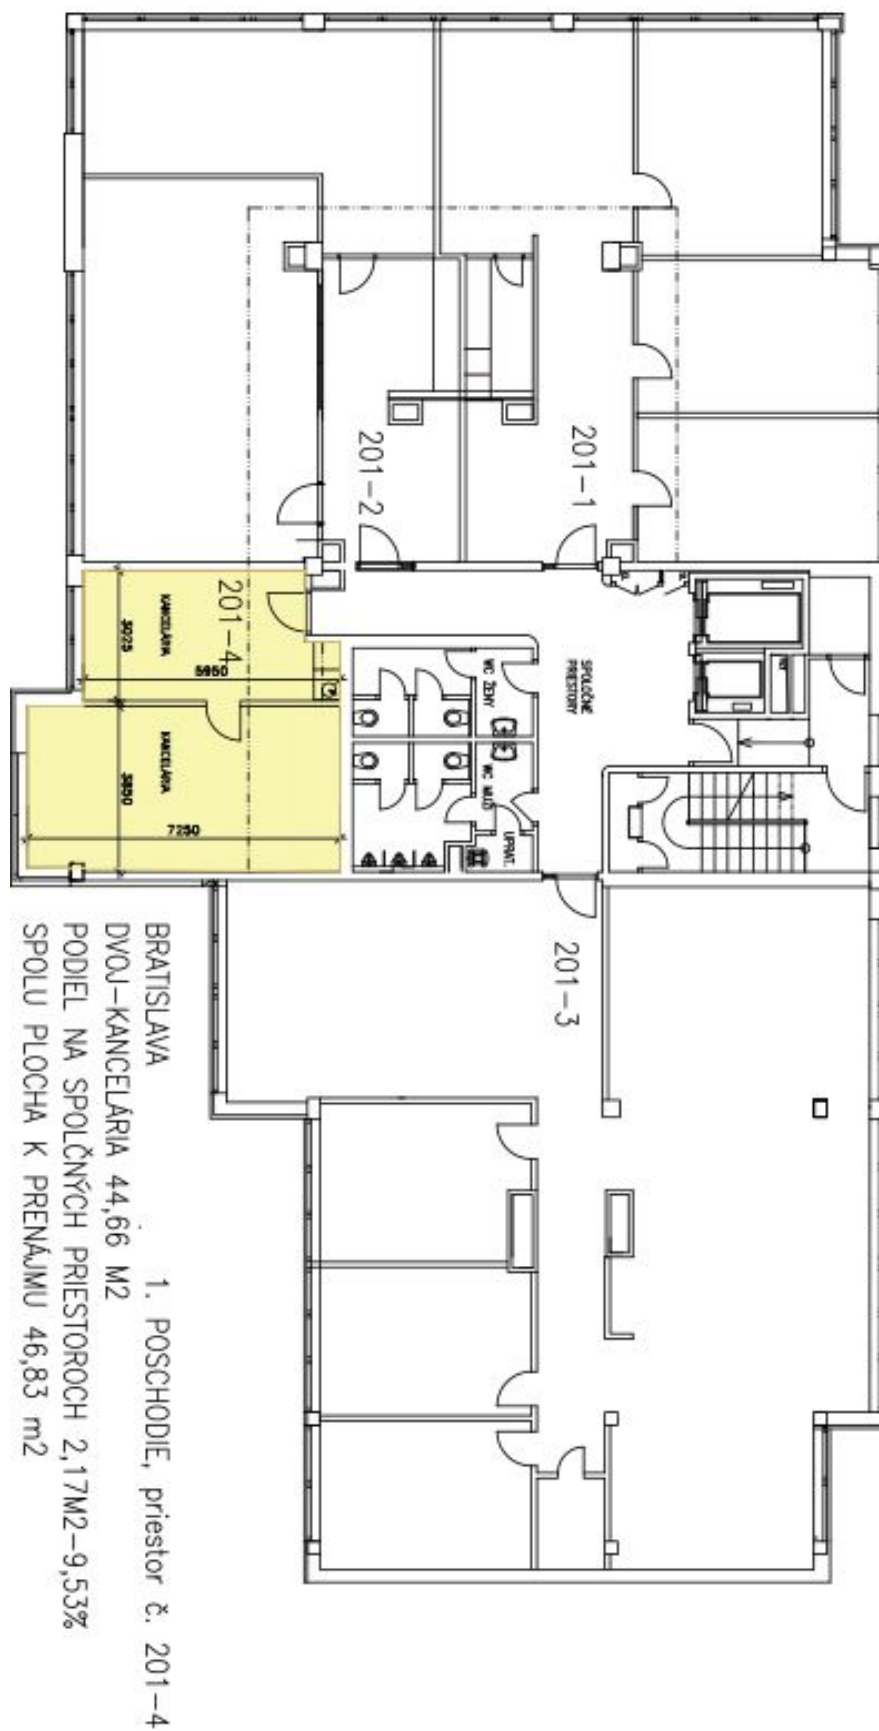 201-1
201-2
201-4
KANCELÁRIA
3025
5950
KANCELÁRIA
3850
7250
WC ŽENY
WC MUŽI
UPRAT.
SPOLOČNÉ
PRIESTORY
201-3
BRATISLAVA 1. POSCHODIE, priestor č. 201-4
DVOJ-KANCELÁRIA 44,66 M2
PODIEL NA SPOLČNÝCH PRIESTOROCH 2,17M2-9,53%
SPOLU PLOCHA K PRENÁJMU 46,83 m2